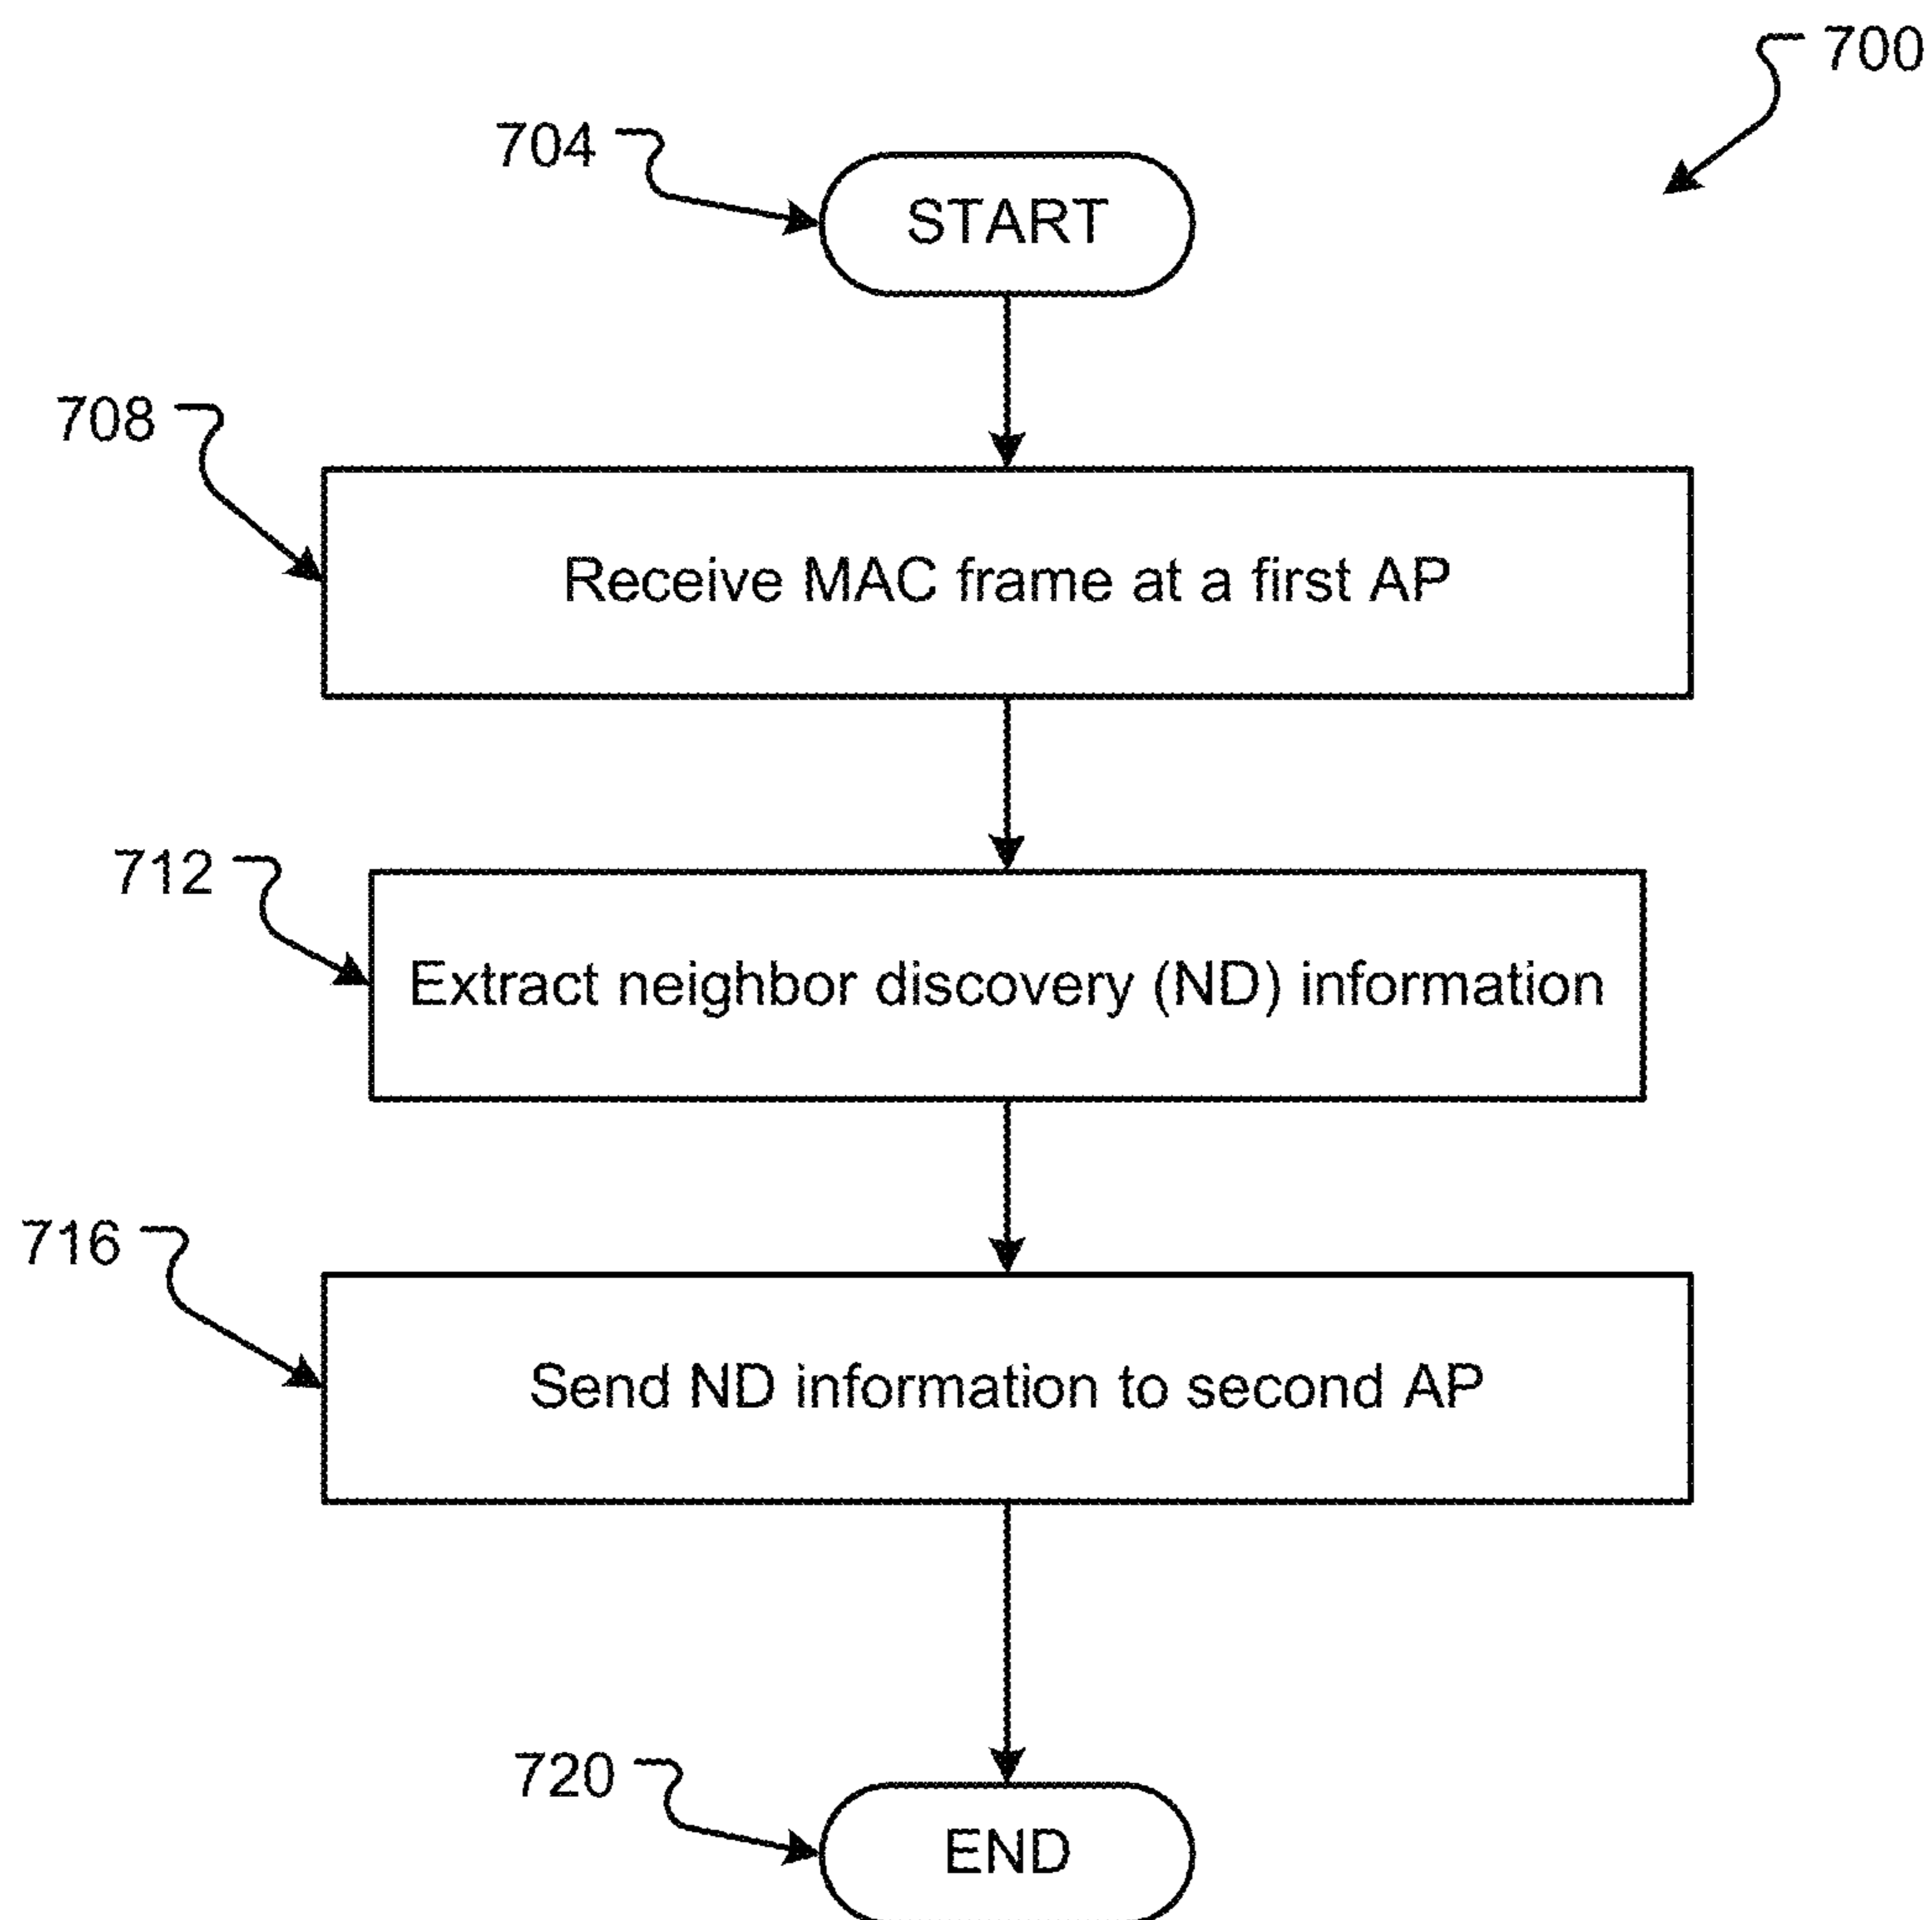 700
704
START
708
Receive MAC frame at a first AP
712
Extract neighbor discovery (ND) information
716
Send ND information to second AP
720
END